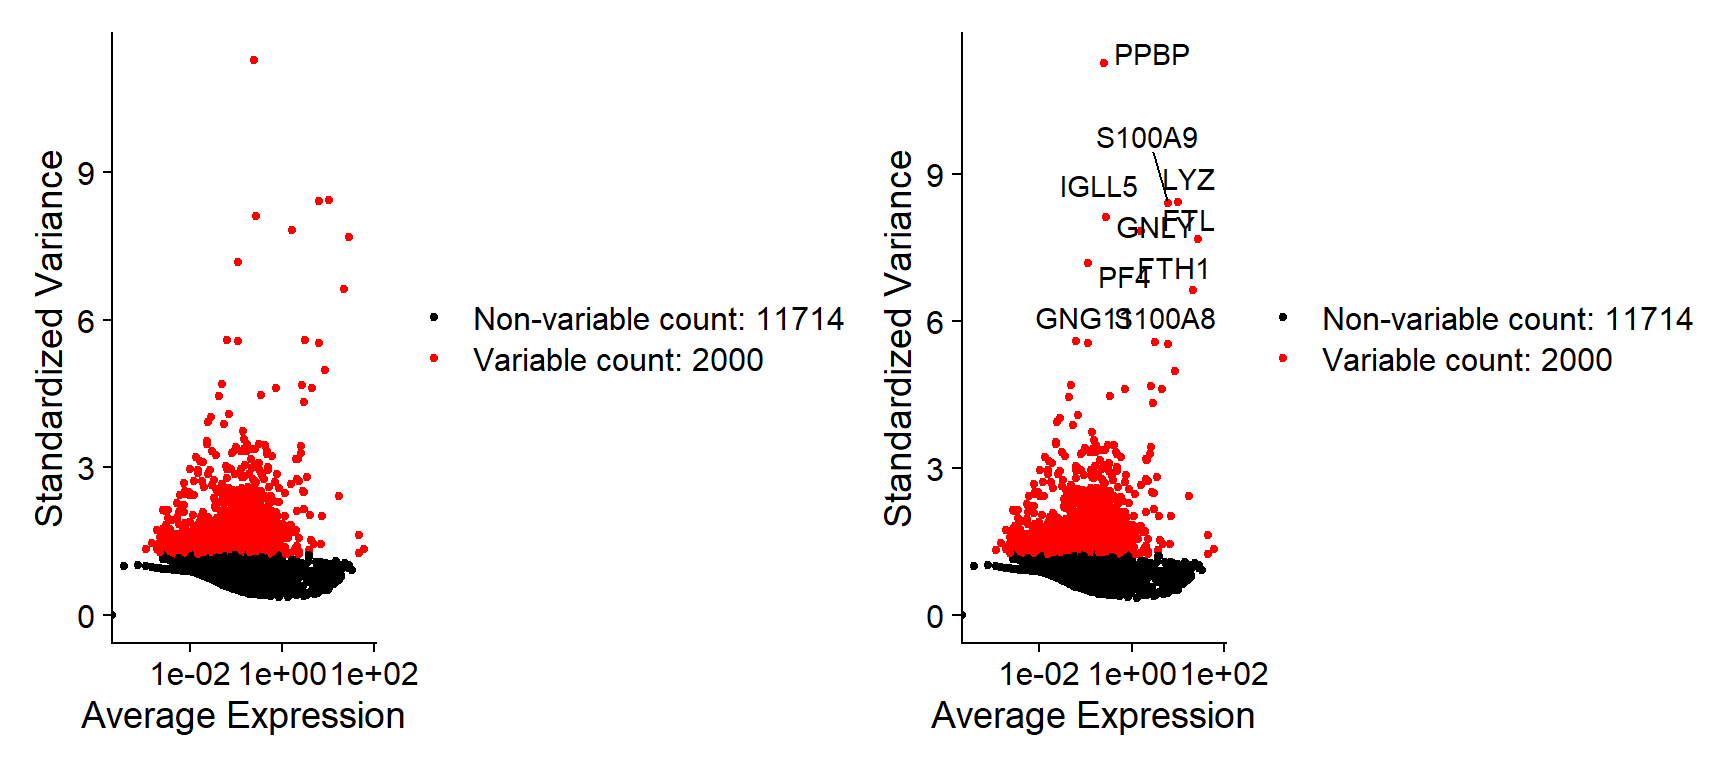 Standardized Variance
9
6
3
0
1e-02 1e+00 1e+02
Average Expression
Non-variable count: 11714
Variable count: 2000
Standardized Variance
9
6
3
0
PPBP
S100A9
LYZ
IGLL5
FTL
GNLY
FTH1
PF4
GNG11
S100A8
1e-02 1e+00 1e+02
Average Expression
Non-variable count: 11714
Variable count: 2000